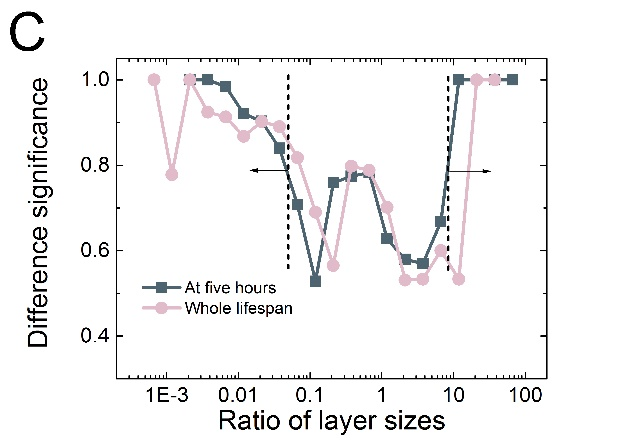 C
Difference significance
1.0
0.8
0.6
0.4
At five hours
Whole lifespan
1E-3 0.01 0.1 1 10 100
Ratio of layer sizes